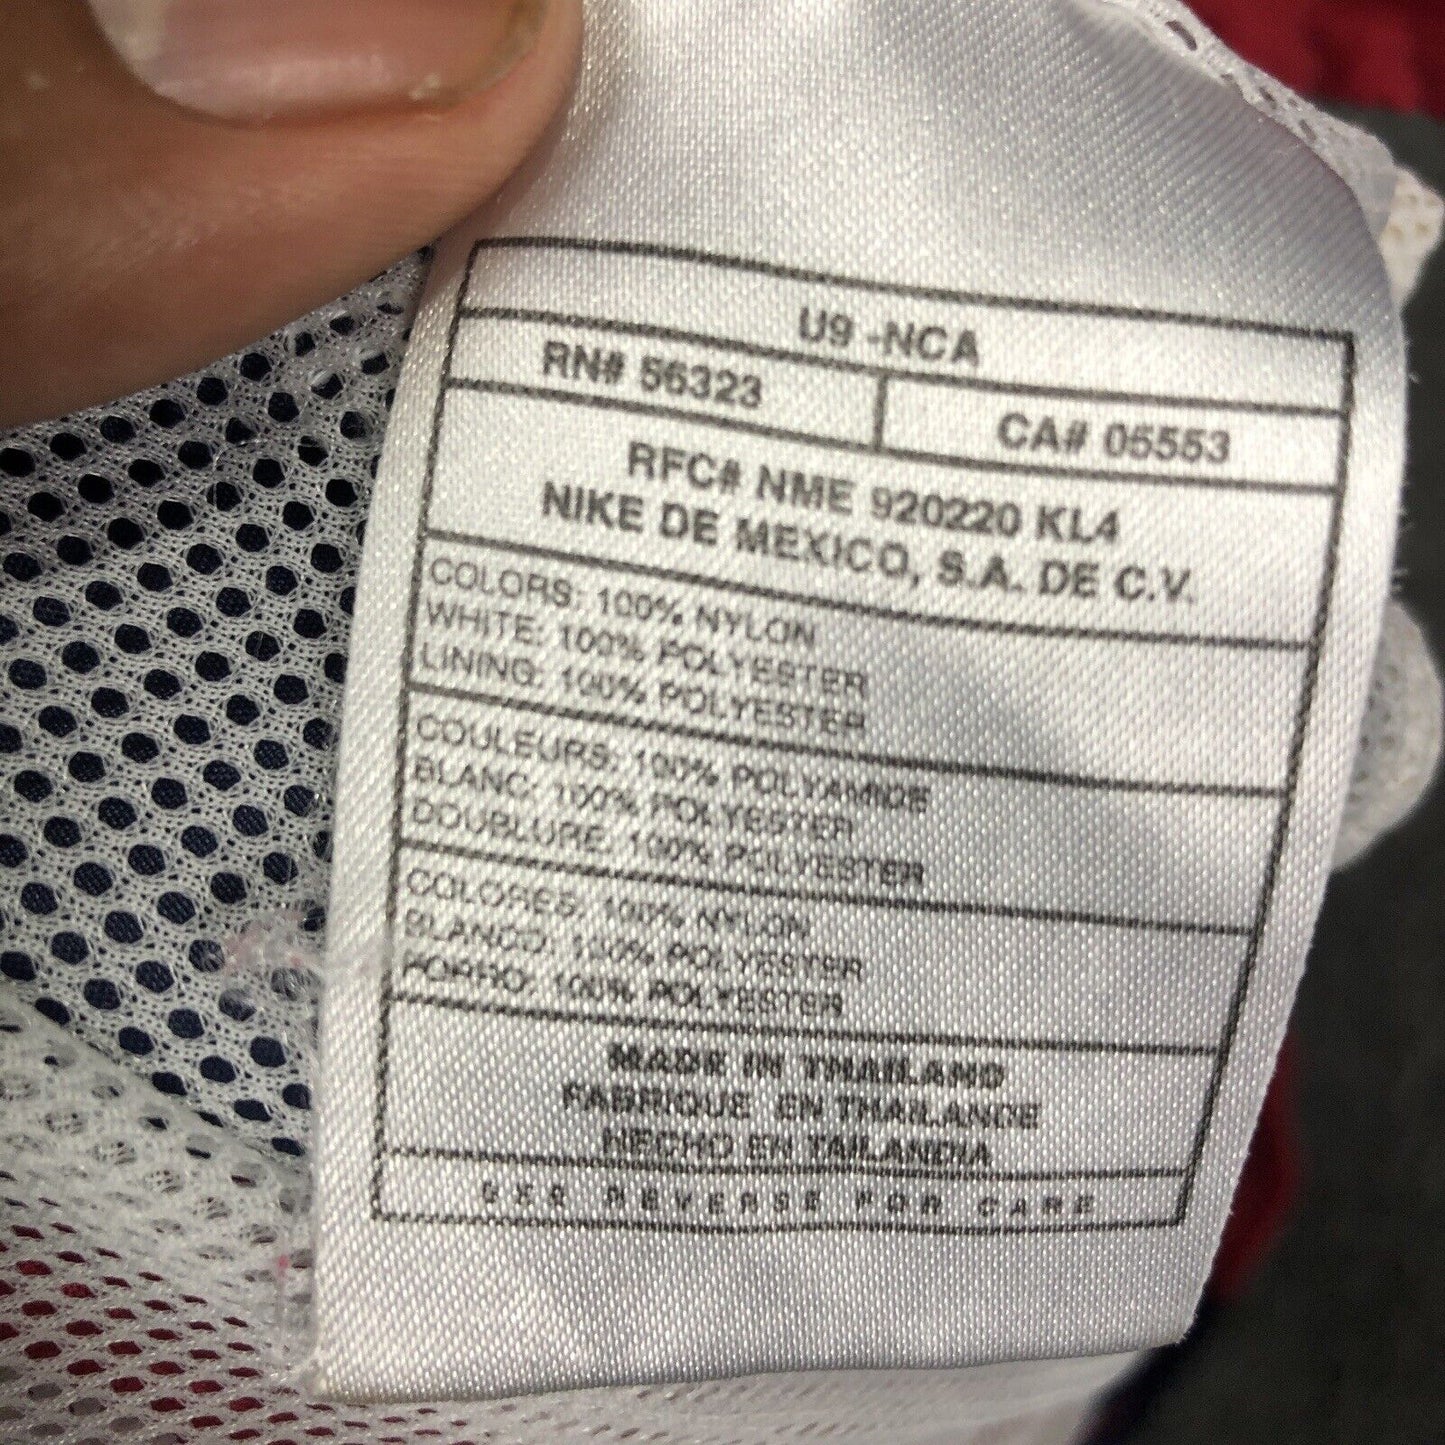 U9 -NCA
RN# 56323
CA# 05553
RFC# NME 920220 KL4
NIKE DE MEXICO, S.A. DE C.V.
COLORS: 100% NYLON
WHITE: 100% POLYESTER
LINING: 100% POLYESTER
COULEURS: 100% POLYAMIDE
BLANC: 100% POLYESTER
DOUBLURE: 100% POLYESTER
COLORES: 100% NYLON
BLANCO: 100% POLYESTER
FORRO: 100% POLYESTER
MADE IN THAILAND
FABRIQUE EN THAILANDE
HECHO EN TAILANDIA
SEE REVERSE FOR CARE